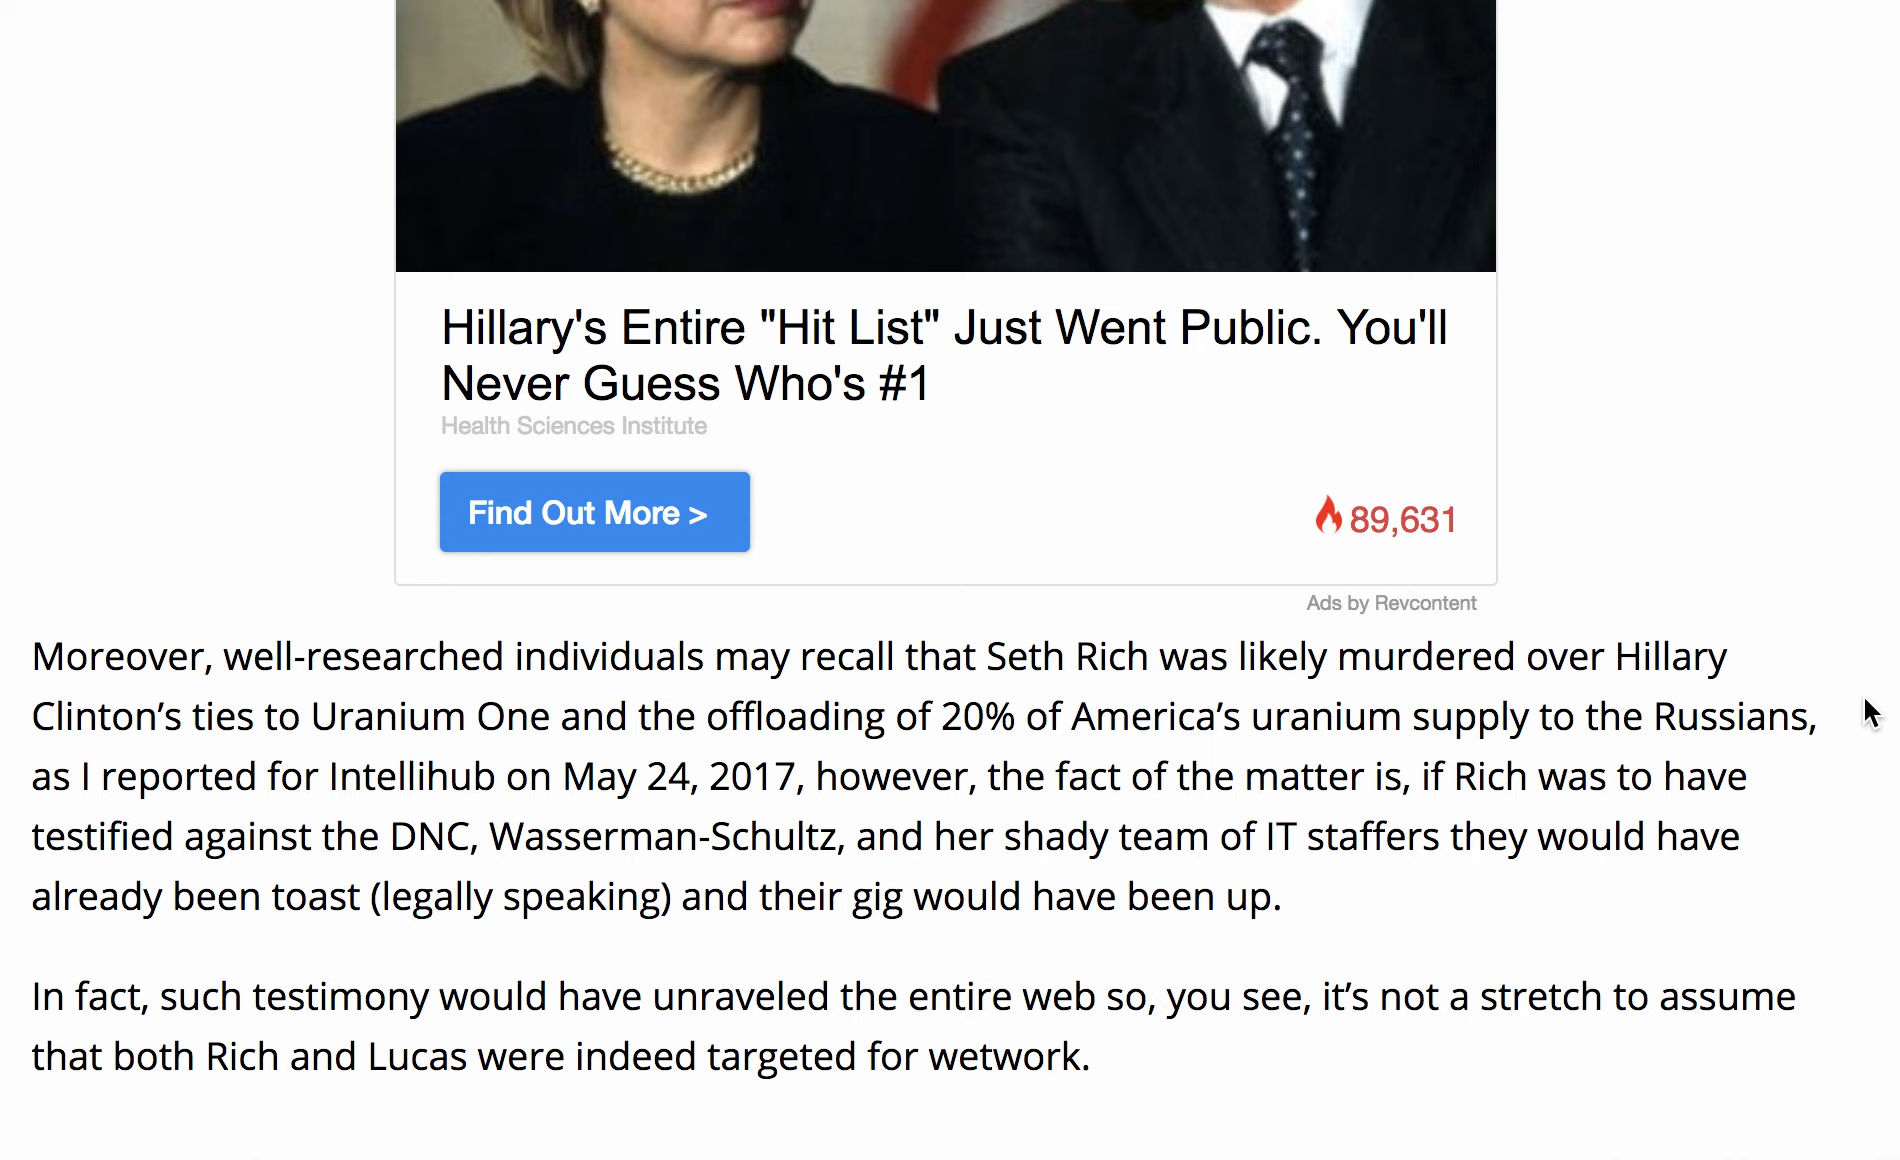 Hillary's Entire "Hit List" Just Went Public. You'll
Never Guess Who's #1
Health Sciences Institute
Find Out More >
89,631
Ads by Revcontent
Moreover, well-researched individuals may recall that Seth Rich was likely murdered over Hillary
Clinton’s ties to Uranium One and the offloading of 20% of America’s uranium supply to the Russians,
as I reported for Intellihub on May 24, 2017, however, the fact of the matter is, if Rich was to have
testified against the DNC, Wasserman-Schultz, and her shady team of IT staffers they would have
already been toast (legally speaking) and their gig would have been up.
In fact, such testimony would have unraveled the entire web so, you see, it’s not a stretch to assume
that both Rich and Lucas were indeed targeted for wetwork.